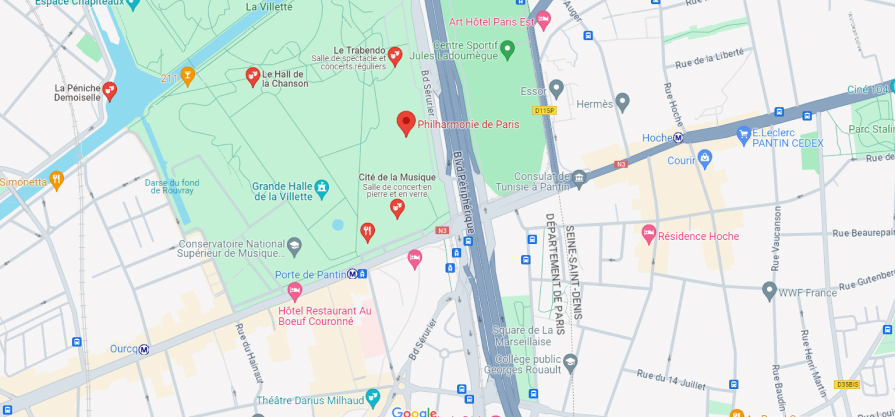 Espace Chapiteaux
La Villette
Art Hôtel Paris Est
Auger
Rue
Le Trabendo
Salle de spectacle et
concerts réguliers
Centre Sportif
Jules Ladoumègue
Rue de la Liberté
211
Le Hall de
la Chanson
Bd Sérurier
La Péniche
Demoiselle
Essor
Hermès
Rue Hoche
Ciné 104
D115P
Philharmonie de Paris
Hoche
E.Leclerc
PANTIN CEDEX
Parc Stalin
Courir
N3
Rue
Blvd Périphérique
Simonetta
Darse du fond
de Rouvray
Grande Halle
de la Villette
Cité de la Musique
Salle de concert en
pierre et en verre
Consulat de
Tunisie à Pantin
N3
Conservatoire National
Supérieur de Musique...
Résidence Hoche
Rue Vaucanson
Rue Beaurepaire
SEINE-SAINT-DENIS
DÉPARTEMENT DE PARIS
Porte de Pantin
WWF France
Rue Gutenberg
Hôtel Restaurant Au
Boeuf Couronné
Ourcq
Rue du Hainaut
Bd Sérurier
Square de La
Marseillaise
Collège public
Georges Rouault
Rue du 14 Juillet
Rue Baudin
Rue Henri Martin
D35BIS
Théâtre Darius Milhaud
Google